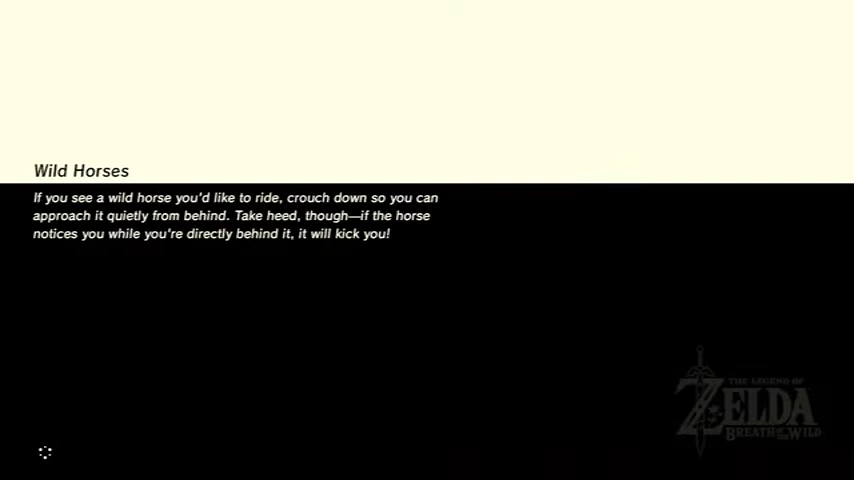 Wild Horses
If you see a wild horse you'd like to ride, crouch down so you can
approach it quietly from behind. Take heed, though—if the horse
notices you while you're directly behind it, it will kick you!
THE LEGEND OF
ZELDA
BREATH OF THE WILD